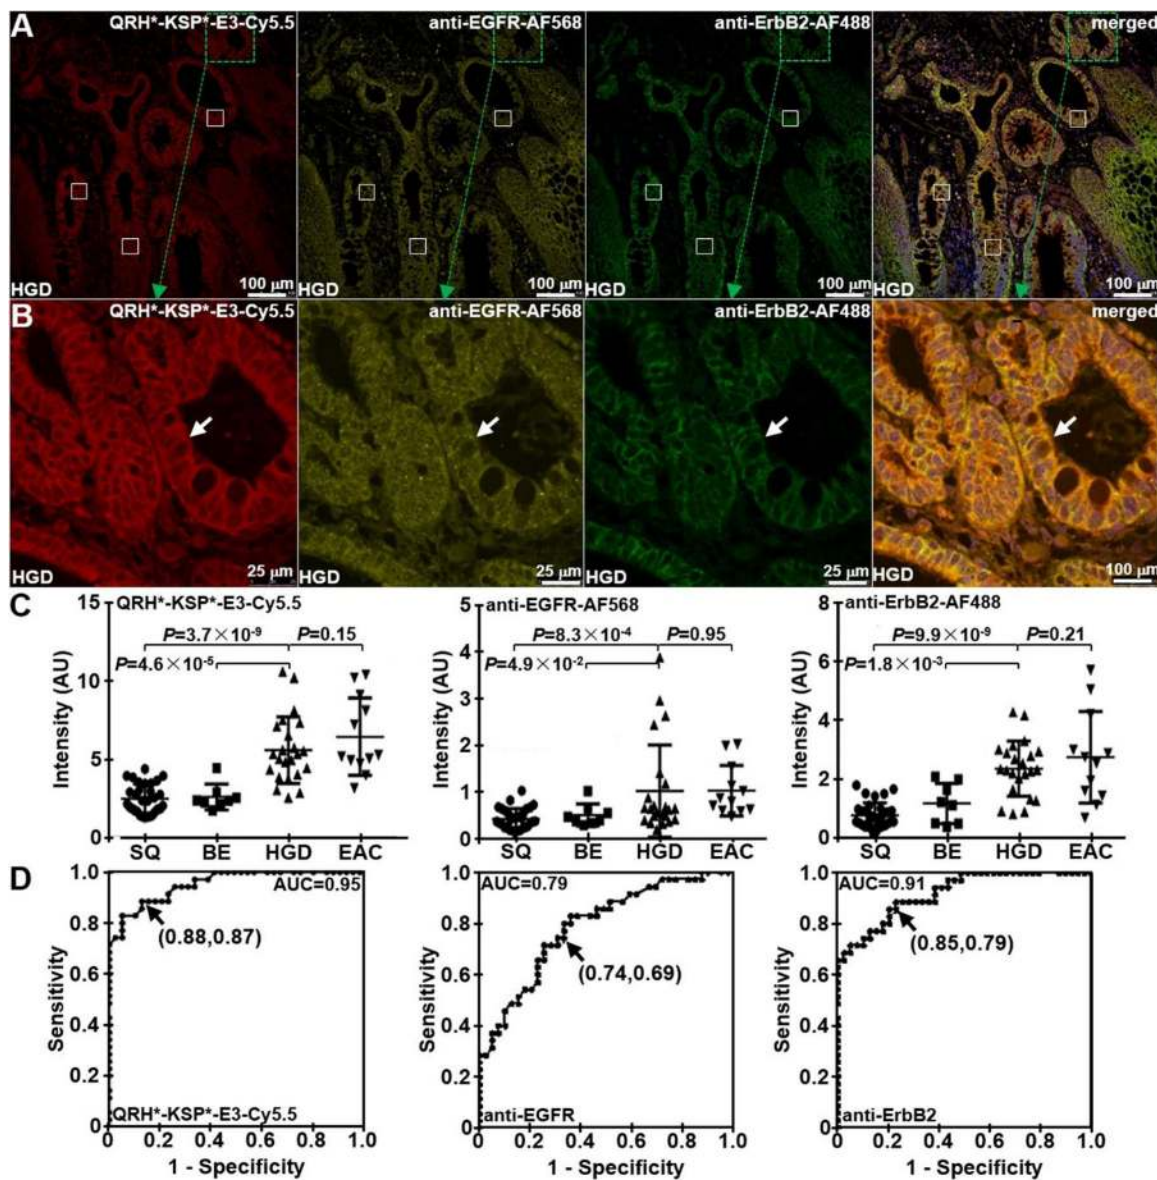 A
QRH*-KSP*-E3-Cy5.5
anti-EGFR-AF568
anti-ErbB2-AF488
merged
HGD
100 μm
HGD
100 μm
HGD
100 μm
HGD
100 μm
B
QRH*-KSP*-E3-Cy5.5
anti-EGFR-AF568
anti-ErbB2-AF488
merged
HGD
25 μm
HGD
25 μm
HGD
25 μm
HGD
100 μm
C
QRH*-KSP*-E3-Cy5.5
P=3.7×10-9
P=0.15
P=4.6×10-5
Intensity (AU)
15
10
5
0
SQ BE HGD EAC
anti-EGFR-AF568
P=8.3×10-4
P=0.95
P=4.9×10-2
Intensity (AU)
5
4
3
2
1
0
SQ BE HGD EAC
anti-ErbB2-AF488
P=9.9×10-9
P=0.21
P=1.8×10-3
Intensity (AU)
8
6
4
2
0
SQ BE HGD EAC
D
AUC=0.95
(0.88,0.87)
Sensitivity
1.0
0.8
0.6
0.4
0.2
0
QRH*-KSP*-E3-Cy5.5
0 0.2 0.4 0.6 0.8 1.0
1 - Specificity
AUC=0.79
(0.74,0.69)
Sensitivity
1.0
0.8
0.6
0.4
0.2
0
anti-EGFR
0 0.2 0.4 0.6 0.8 1.0
1 - Specificity
AUC=0.91
(0.85,0.79)
Sensitivity
1.0
0.8
0.6
0.4
0.2
0
anti-ErbB2
0 0.2 0.4 0.6 0.8 1.0
1 - Specificity